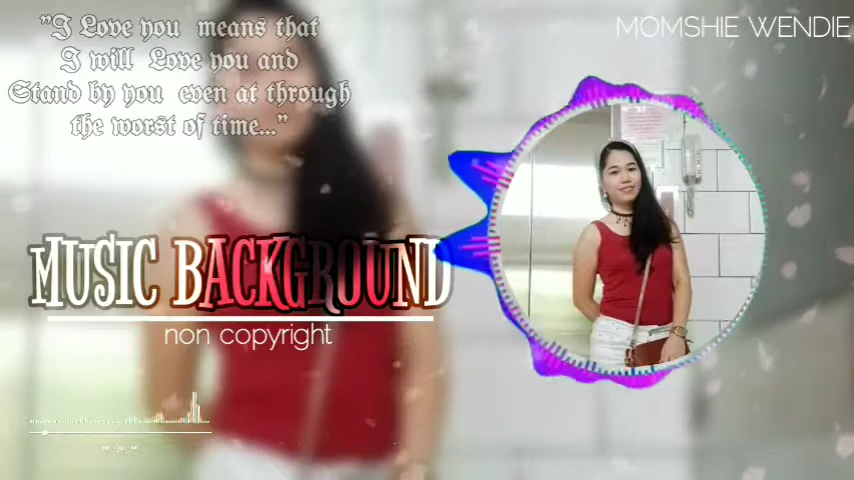 "I Love you means that
I will Love you and
Stand by you even at through
the worst of time..."
MOMSHIE WENDIE
MUSIC BACKGROUND
non copyright